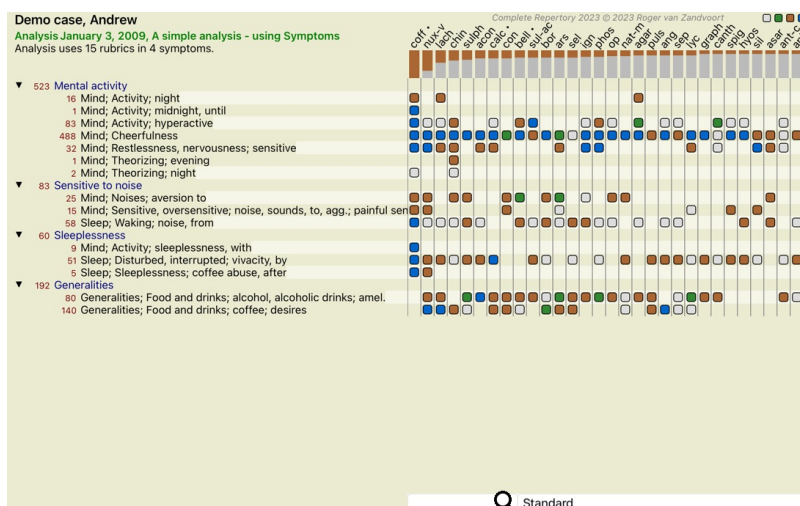 Demo case, Andrew
Complete Repertory 2023 © 2023 Roger van Zandvoort
Analysis January 3, 2009, A simple analysis - using Symptoms
Analysis uses 15 rubrics in 4 symptoms.
coff • nux-v lach chin sulph acon calc • con bell • sul-ac bor ars sel ign phos op nat-m agar puls ang sep lyc graph canth spig hyos sil asar ant-c
523 Mental activity
16 Mind; Activity; night
1 Mind; Activity; midnight, until
83 Mind; Activity; hyperactive
488 Mind; Cheerfulness
32 Mind; Restlessness, nervousness; sensitive
1 Mind; Theorizing; evening
2 Mind; Theorizing; night
83 Sensitive to noise
25 Mind; Noises; aversion to
15 Mind; Sensitive, oversensitive; noise, sounds, to, agg.; painful sen
58 Sleep; Waking; noise, from
60 Sleeplessness
9 Mind; Activity; sleeplessness, with
51 Sleep; Disturbed, interrupted; vivacity, by
5 Sleep; Sleeplessness; coffee abuse, after
192 Generalities
80 Generalities; Food and drinks; alcohol, alcoholic drinks; amel.
140 Generalities; Food and drinks; coffee; desires
Standard